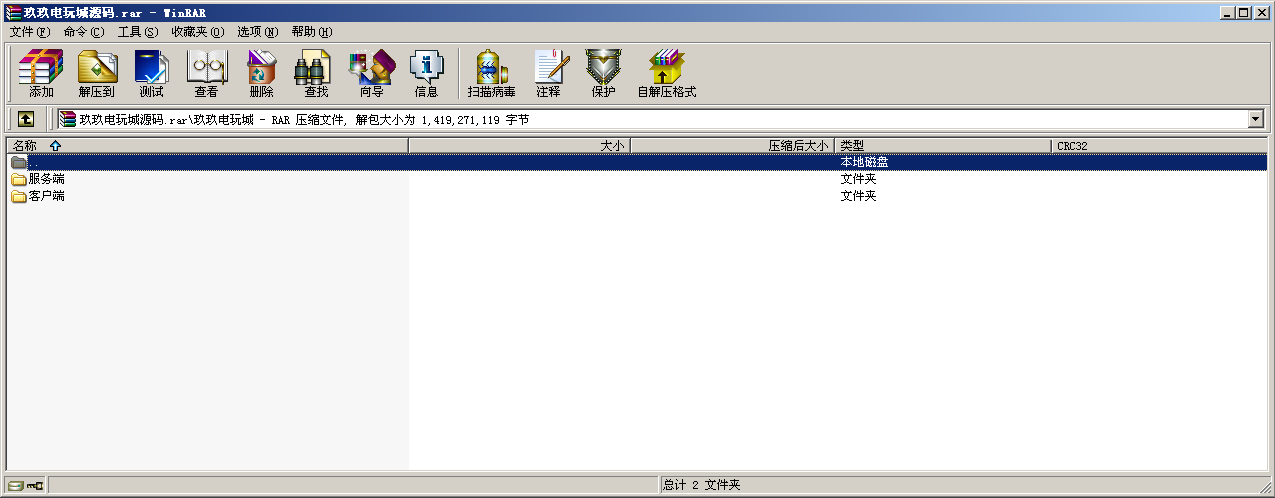 玖玖电玩城源码.rar - WinRAR
文件(F) 命令(C) 工具(S) 收藏夹(O) 选项(N) 帮助(H)
添加 解压到 测试 查看 删除 查找 向导 信息 扫描病毒 注释 保护 自解压格式
玖玖电玩城源码.rar\玖玖电玩城 - RAR 压缩文件, 解包大小为 1,419,271,119 字节
名称 大小 压缩后大小 类型 CRC32
.. 本地磁盘
服务端 文件夹
客户端 文件夹
总计 2 文件夹